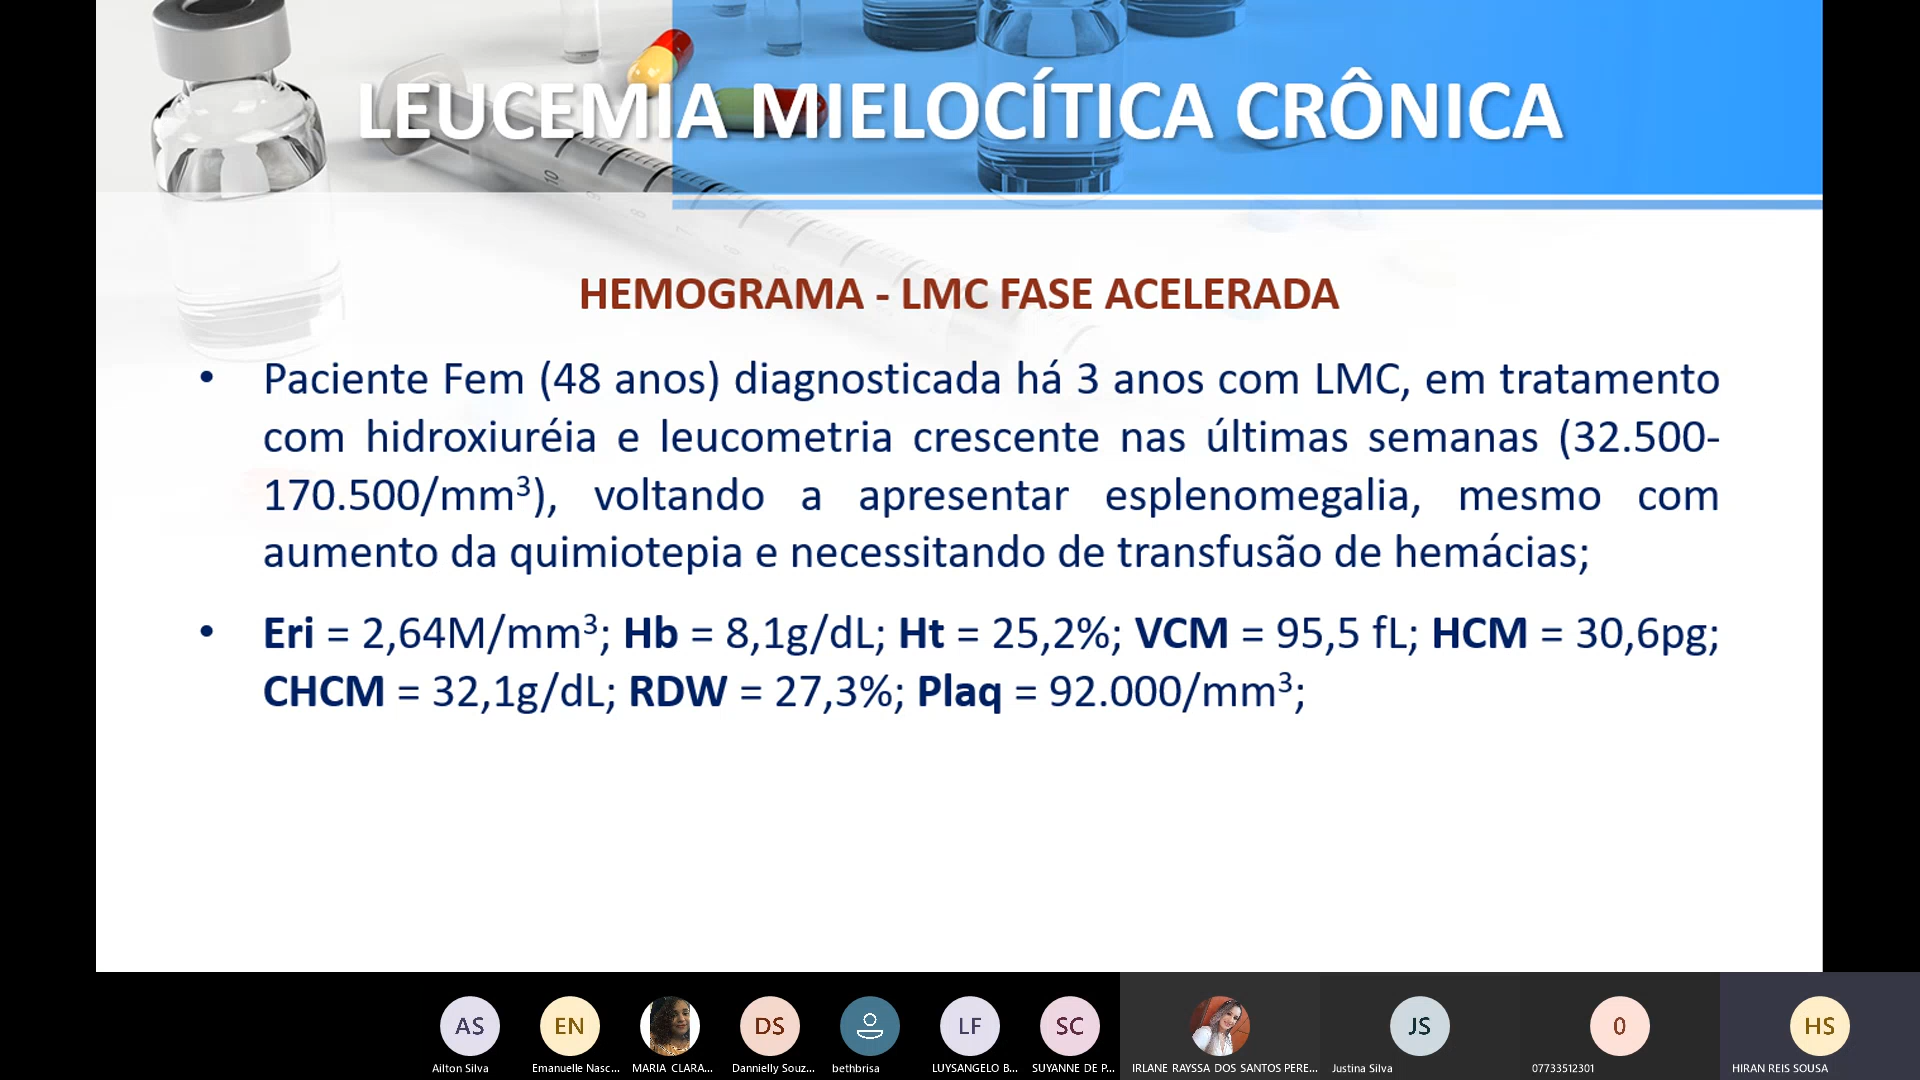 LEUCEMIA MIELOCÍTICA CRÔNICA
HEMOGRAMA - LMC FASE ACELERADA
• Paciente Fem (48 anos) diagnosticada há 3 anos com LMC, em tratamento
com hidroxiuréia e leucometria crescente nas últimas semanas (32.500-
170.500/mm³), voltando a apresentar esplenomegalia, mesmo com
aumento da quimiotepia e necessitando de transfusão de hemácias;
• Eri = 2,64M/mm³; Hb = 8,1g/dL; Ht = 25,2%; VCM = 95,5 fL; HCM = 30,6pg;
CHCM = 32,1g/dL; RDW = 27,3%; Plaq = 92.000/mm³;
10
AS EN DS LF SC JS 0 HS
Ailton Silva Emanuelle Nasc... MARIA CLARA... Dannielly Souz... bethbrisa LUYSANGELO B... SUYANNE DE P... IRLANE RAYSSA DOS SANTOS PERE... Justina Silva 07733512301 HIRAN REIS SOUSA